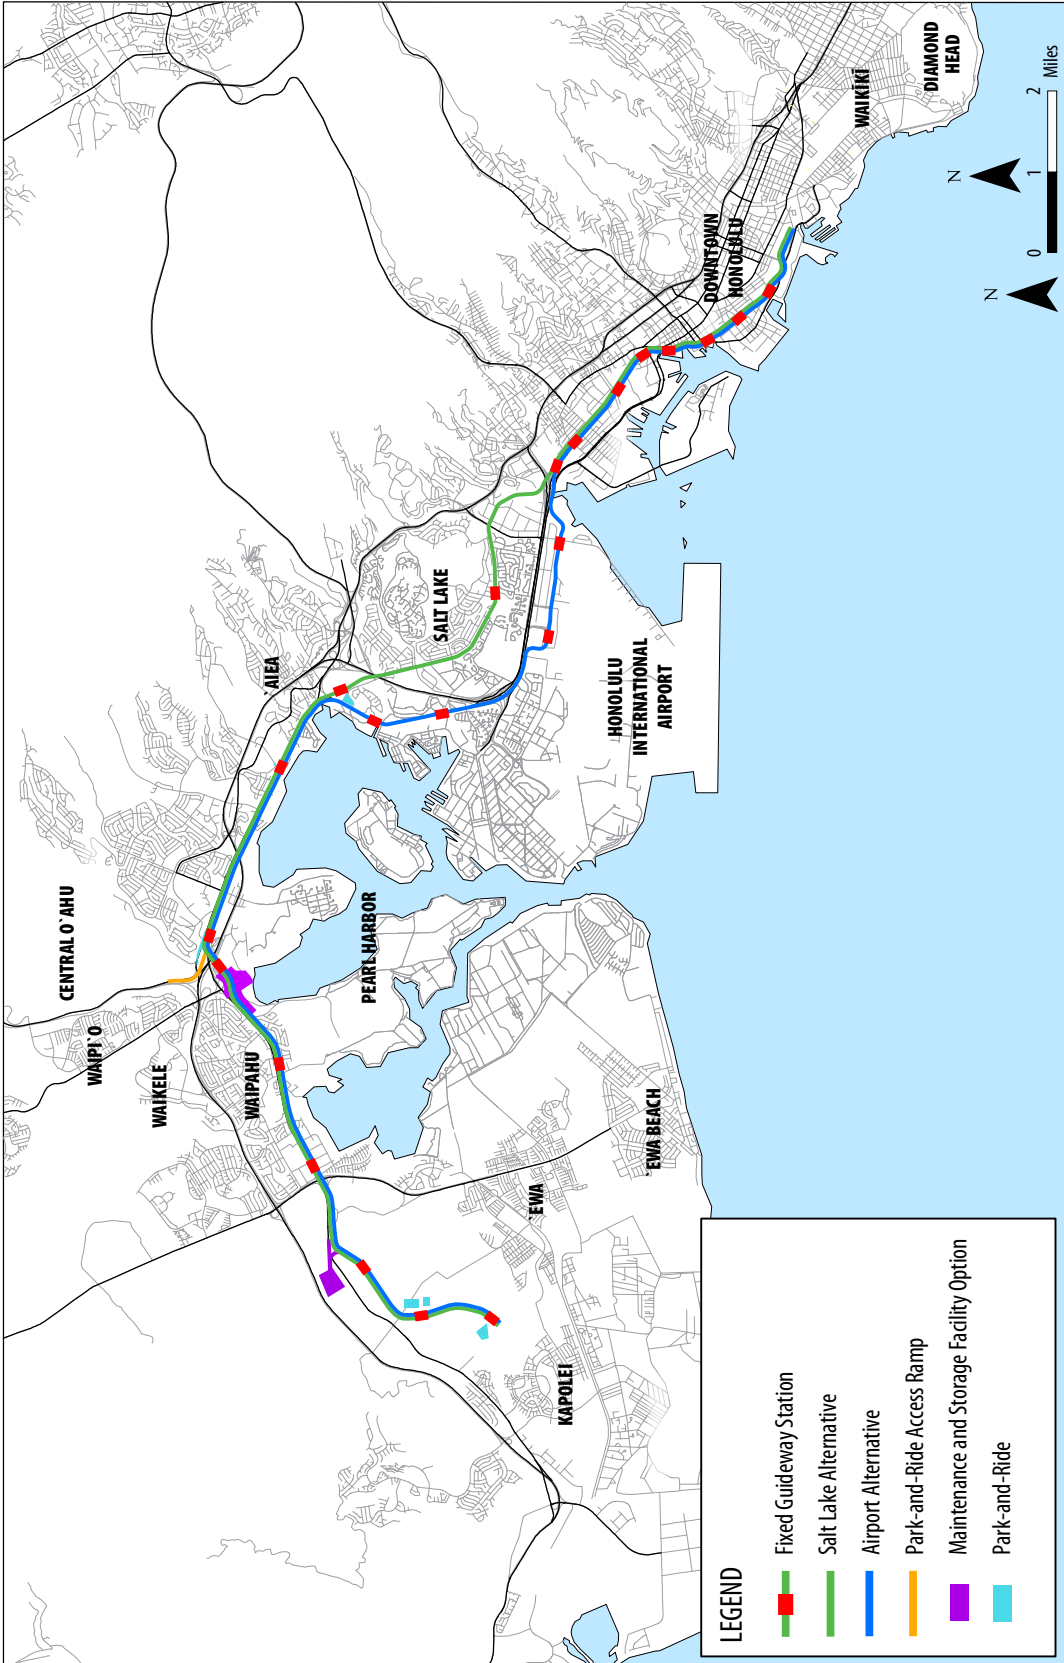 CENTRAL O`AHU
WAIPI`O
WAIKELE
WAIPAHU
`AIEA
PEARL HARBOR
SALT LAKE
DOWNTOWN
HONOLULU
WAIKĪKĪ
DIAMOND
HEAD
HONOLULU
INTERNATIONAL
AIRPORT
`EWA
`EWA BEACH
KAPOLEI
N
N
0
1
2
Miles
LEGEND
Fixed Guideway Station
Salt Lake Alternative
Airport Alternative
Park-and-Ride Access Ramp
Maintenance and Storage Facility Option
Park-and-Ride